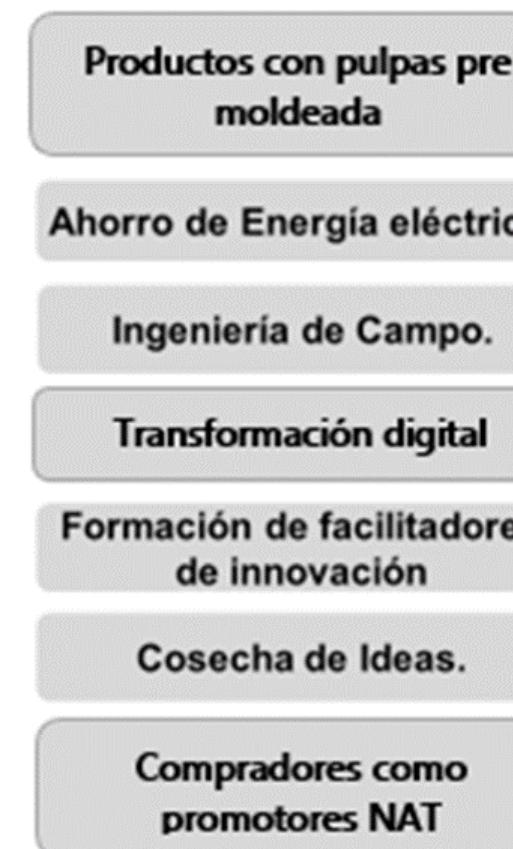 Productos con pulpas pre
moldeada
Ahorro de Energía eléctric
Ingeniería de Campo.
Transformación digital
Formación de facilitadore
de innovación
Cosecha de Ideas.
Compradores como
promotores NAT